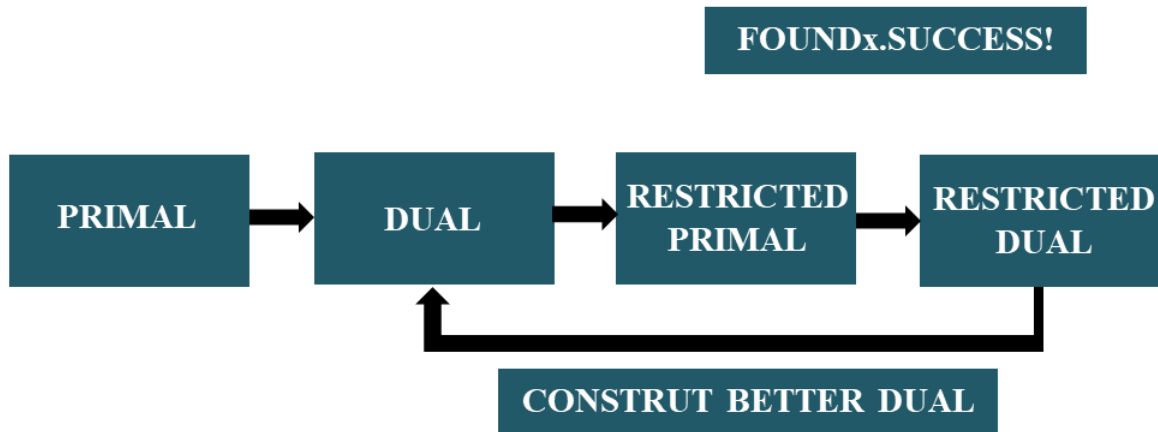 FOUNDx.SUCCESS!
PRIMAL
DUAL
RESTRICTED
PRIMAL
RESTRICTED
DUAL
CONSTRUT BETTER DUAL